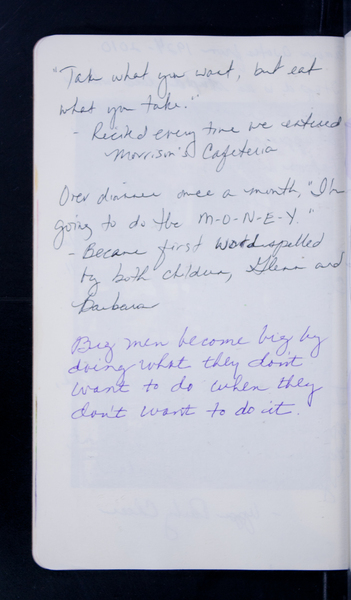 "Take what you want, but eat
what you take."
- Recited every time we entered
Morrison's Cafeteria
Over dinner once a month, "I'm
going to do the M-O-N-E-Y."
- Became first word spelled
by both children, Glenn and
Barbara
Big men become big by
doing what they don't
want to do when they
don't want to do it.